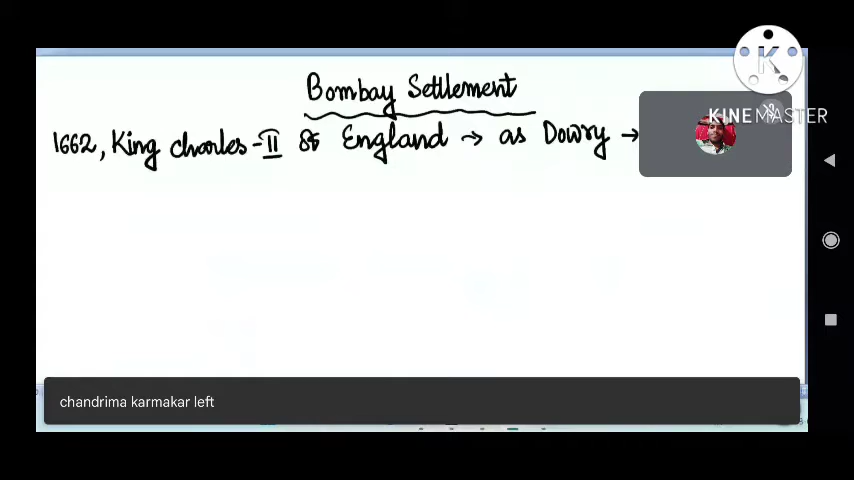 Bombay Settlement
KINEMASTER
1662, King Charles-II of England → as Dowry →
chandrima karmakar left